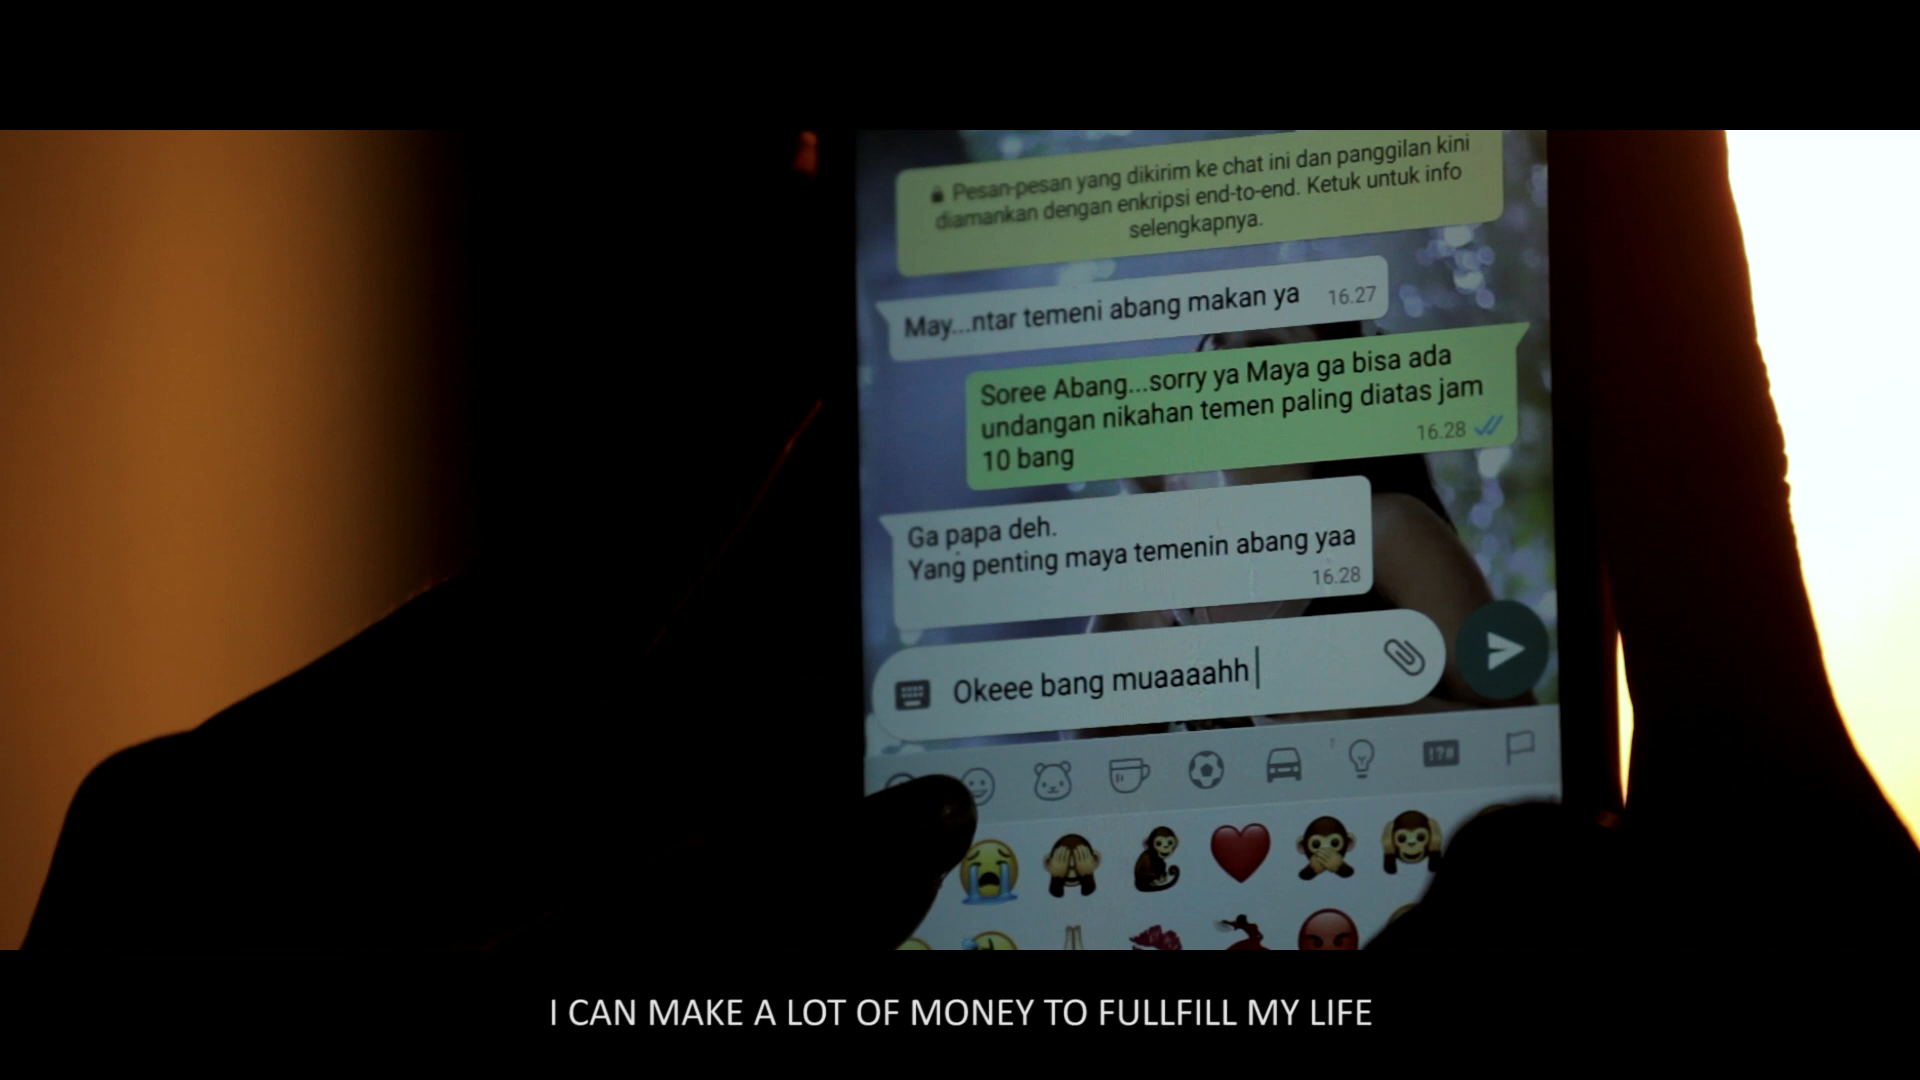 Pesan-pesan yang dikirim ke chat ini dan panggilan kini
diamankan dengan enkripsi end-to-end. Ketuk untuk info
selengkapnya.
May...ntar temeni abang makan ya 16.27
Soree Abang...sorry ya Maya ga bisa ada
undangan nikahan temen paling diatas jam
10 bang 16.28
Ga papa deh.
Yang penting maya temenin abang yaa
16.28
Okeee bang muaaaahh
!?#
I CAN MAKE A LOT OF MONEY TO FULLFILL MY LIFE